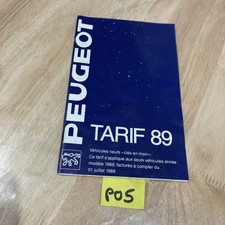 PEUGEOT
TARIF 89
Véhicules neufs «clés en main»
Ce tarif s'applique aux seuls véhicules année
modèle 1989, facturés à compter du
01 juillet 1988
P05